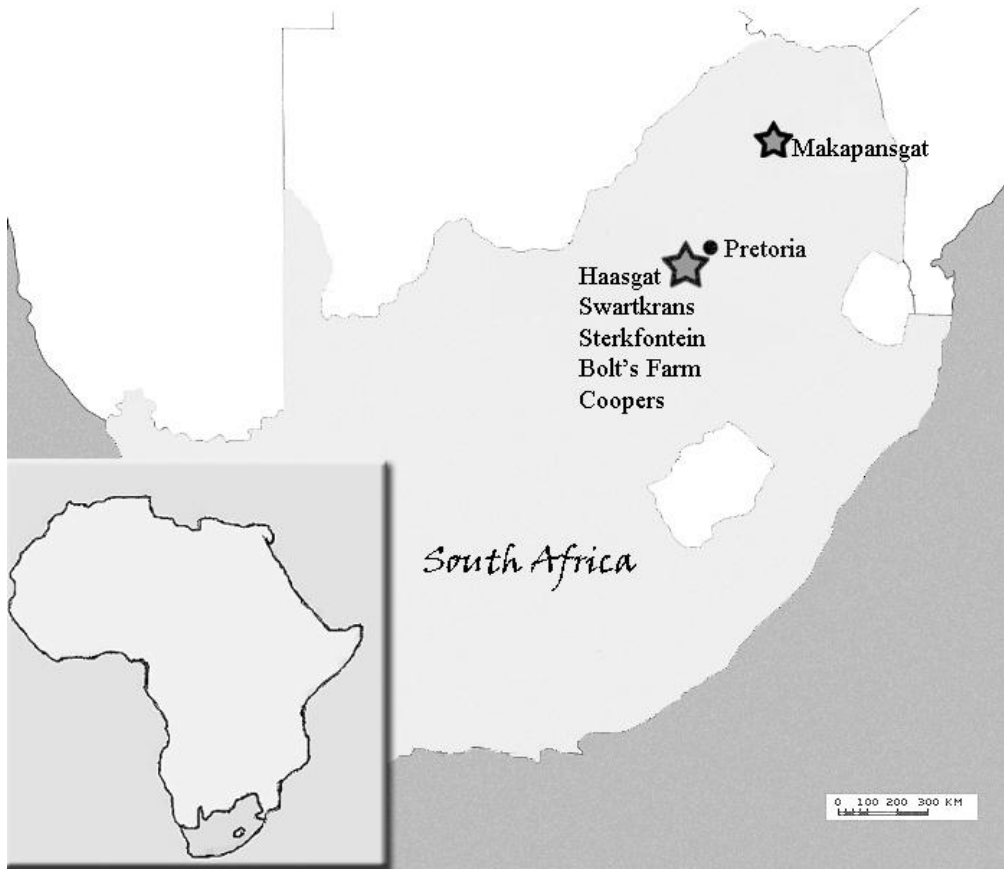 Makapansgat
Pretoria
Haasgat
Swartkrans
Sterkfontein
Bolt's Farm
Coopers
South Africa
0 100 200 300 KM